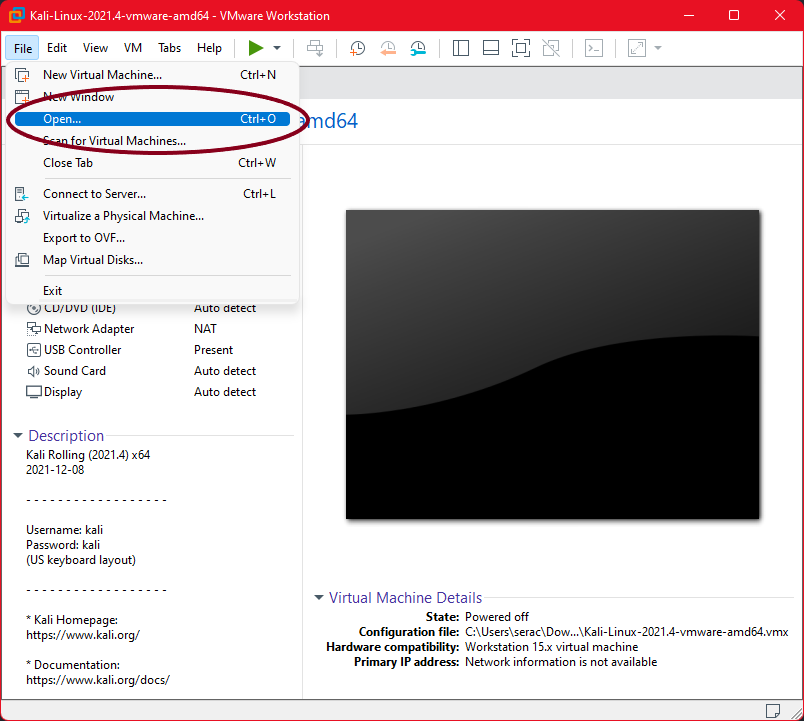 Kali-Linux-2021.4-vmware-amd64 - VMware Workstation
File Edit View VM Tabs Help
New Virtual Machine... Ctrl+N
New Window
Open... Ctrl+O
Scan for Virtual Machines...
Close Tab Ctrl+W
Connect to Server... Ctrl+L
Virtualize a Physical Machine...
Export to OVF...
Map Virtual Disks...
Exit
amd64
CD/DVD (IDE) Auto detect
Network Adapter NAT
USB Controller Present
Sound Card Auto detect
Display Auto detect
Description
Kali Rolling (2021.4) x64
2021-12-08
- - - - - - - - - - - - - - - - - -
Username: kali
Password: kali
(US keyboard layout)
- - - - - - - - - - - - - - - - - -
* Kali Homepage:
https://www.kali.org/
* Documentation:
https://www.kali.org/docs/
Virtual Machine Details
State: Powered off
Configuration file: C:\Users\serac\Dow...\Kali-Linux-2021.4-vmware-amd64.vmx
Hardware compatibility: Workstation 15.x virtual machine
Primary IP address: Network information is not available